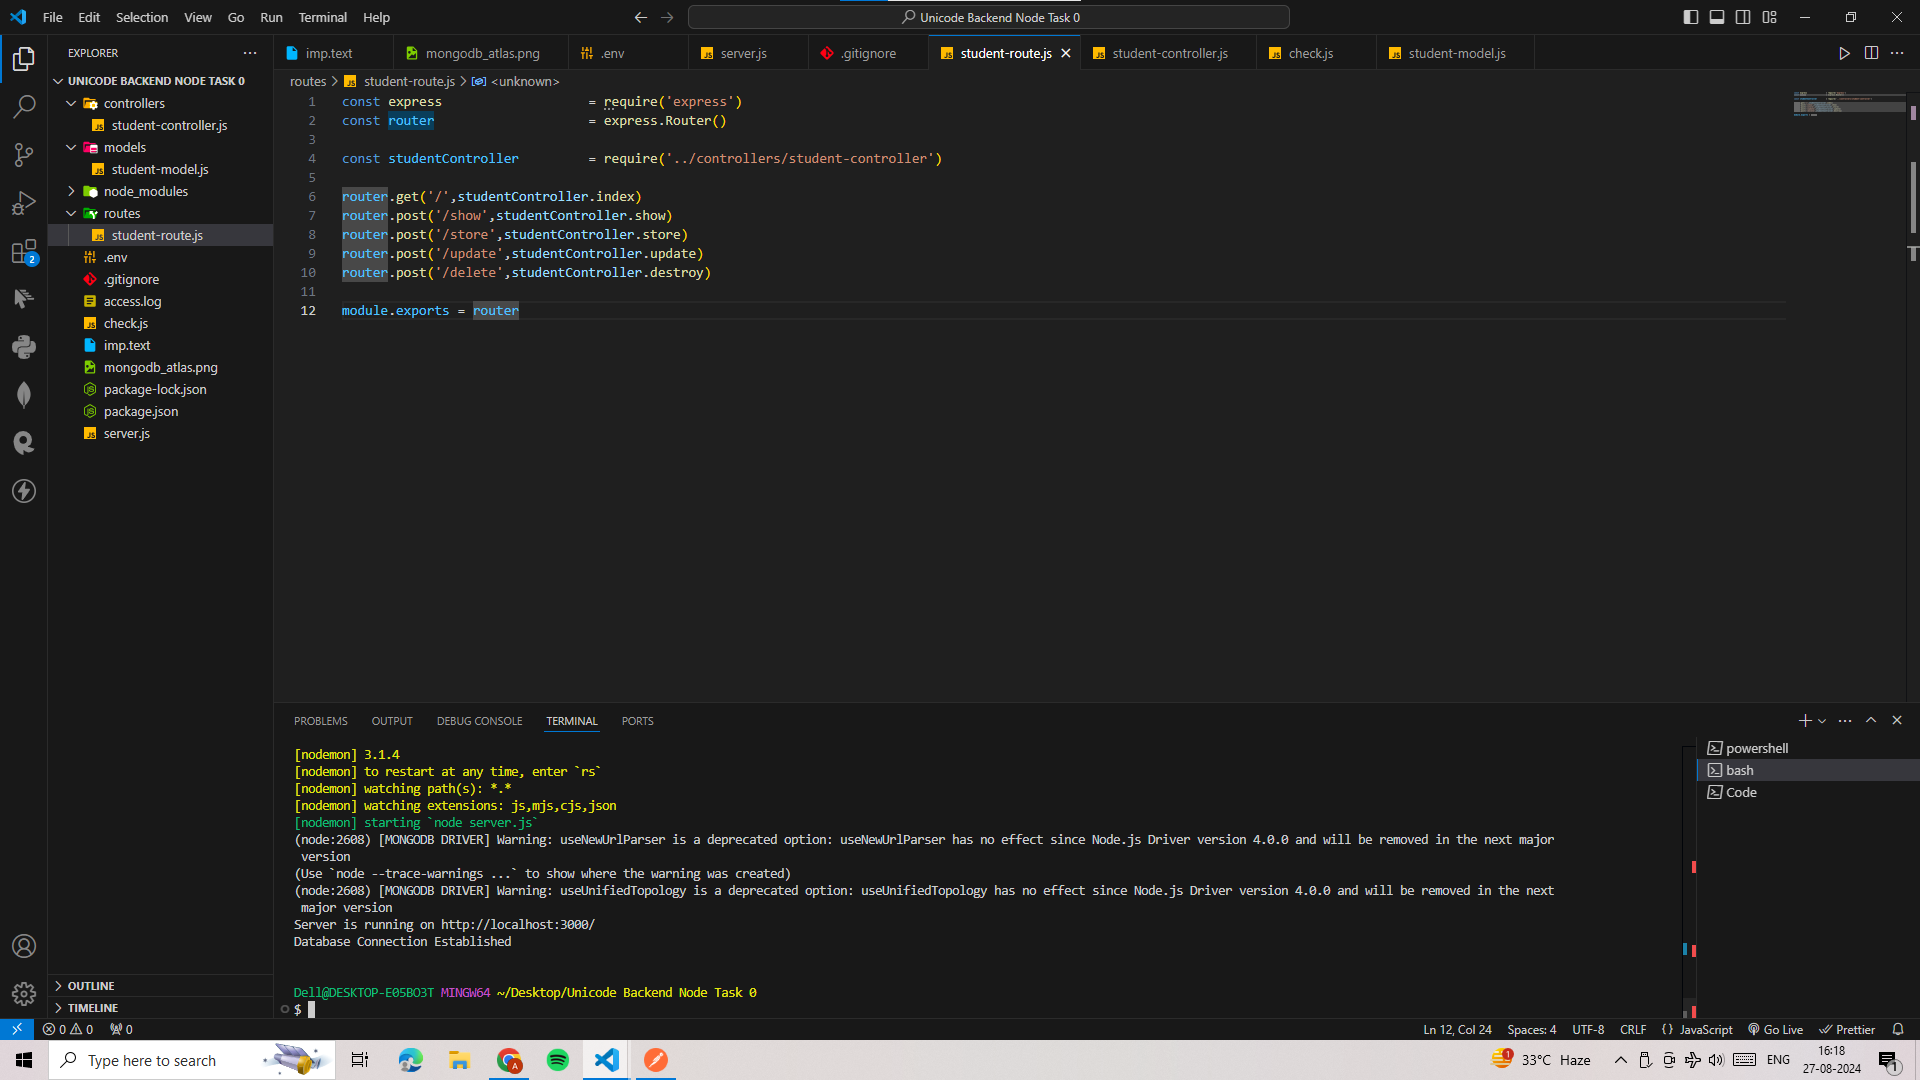 File Edit Selection View Go Run Terminal Help
Unicode Backend Node Task 0
EXPLORER
UNICODE BACKEND NODE TASK 0
controllers
student-controller.js
models
student-model.js
node_modules
routes
student-route.js
.env
.gitignore
access.log
check.js
imp.text
mongodb_atlas.png
package-lock.json
package.json
server.js
OUTLINE
TIMELINE
2
imp.text mongodb_atlas.png .env server.js .gitignore student-route.js student-controller.js check.js student-model.js
routes > student-route.js > <unknown>
1 const express = require('express')
2 const router = express.Router()
3
4 const studentController = require('../controllers/student-controller')
5
6 router.get('/',studentController.index)
7 router.post('/show',studentController.show)
8 router.post('/store',studentController.store)
9 router.post('/update',studentController.update)
10 router.post('/delete',studentController.destroy)
11
12 module.exports = router
PROBLEMS OUTPUT DEBUG CONSOLE TERMINAL PORTS
[nodemon] 3.1.4
[nodemon] to restart at any time, enter `rs`
[nodemon] watching path(s): *.*
[nodemon] watching extensions: js,mjs,cjs,json
[nodemon] starting `node server.js`
(node:2608) [MONGODB DRIVER] Warning: useNewUrlParser is a deprecated option: useNewUrlParser has no effect since Node.js Driver version 4.0.0 and will be removed in the next major
version
(Use `node --trace-warnings ...` to show where the warning was created)
(node:2608) [MONGODB DRIVER] Warning: useUnifiedTopology is a deprecated option: useUnifiedTopology has no effect since Node.js Driver version 4.0.0 and will be removed in the next
major version
Server is running on http://localhost:3000/
Database Connection Established
Dell@DESKTOP-E05BO3T MINGW64 ~/Desktop/Unicode Backend Node Task 0
$
powershell
bash
Code
0 0 0
Ln 12, Col 24 Spaces: 4 UTF-8 CRLF {} JavaScript Go Live Prettier
Type here to search
1
33°C Haze
ENG
16:18
27-08-2024
1